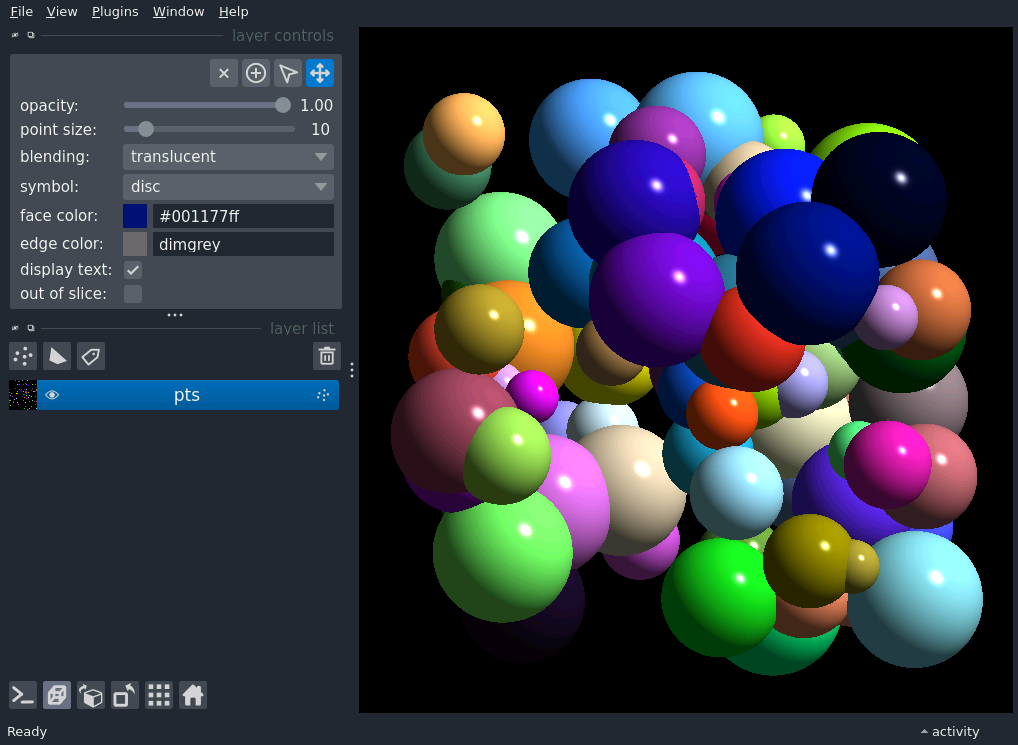 File View Plugins Window Help
layer controls
opacity: 1.00
point size: 10
blending: translucent
symbol: disc
face color: #001177ff
edge color: dimgrey
display text:
out of slice:
layer list
pts
Ready
activity